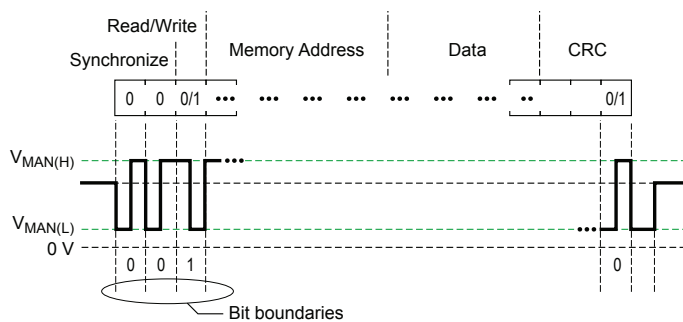 Read/Write
Synchronize Memory Address Data CRC
0 0 0/1 ... ... ... ... ... ... ... .. 0/1
V_MAN(H) ...
V_MAN(L) ...
0 V
0 0 1 0
Bit boundaries